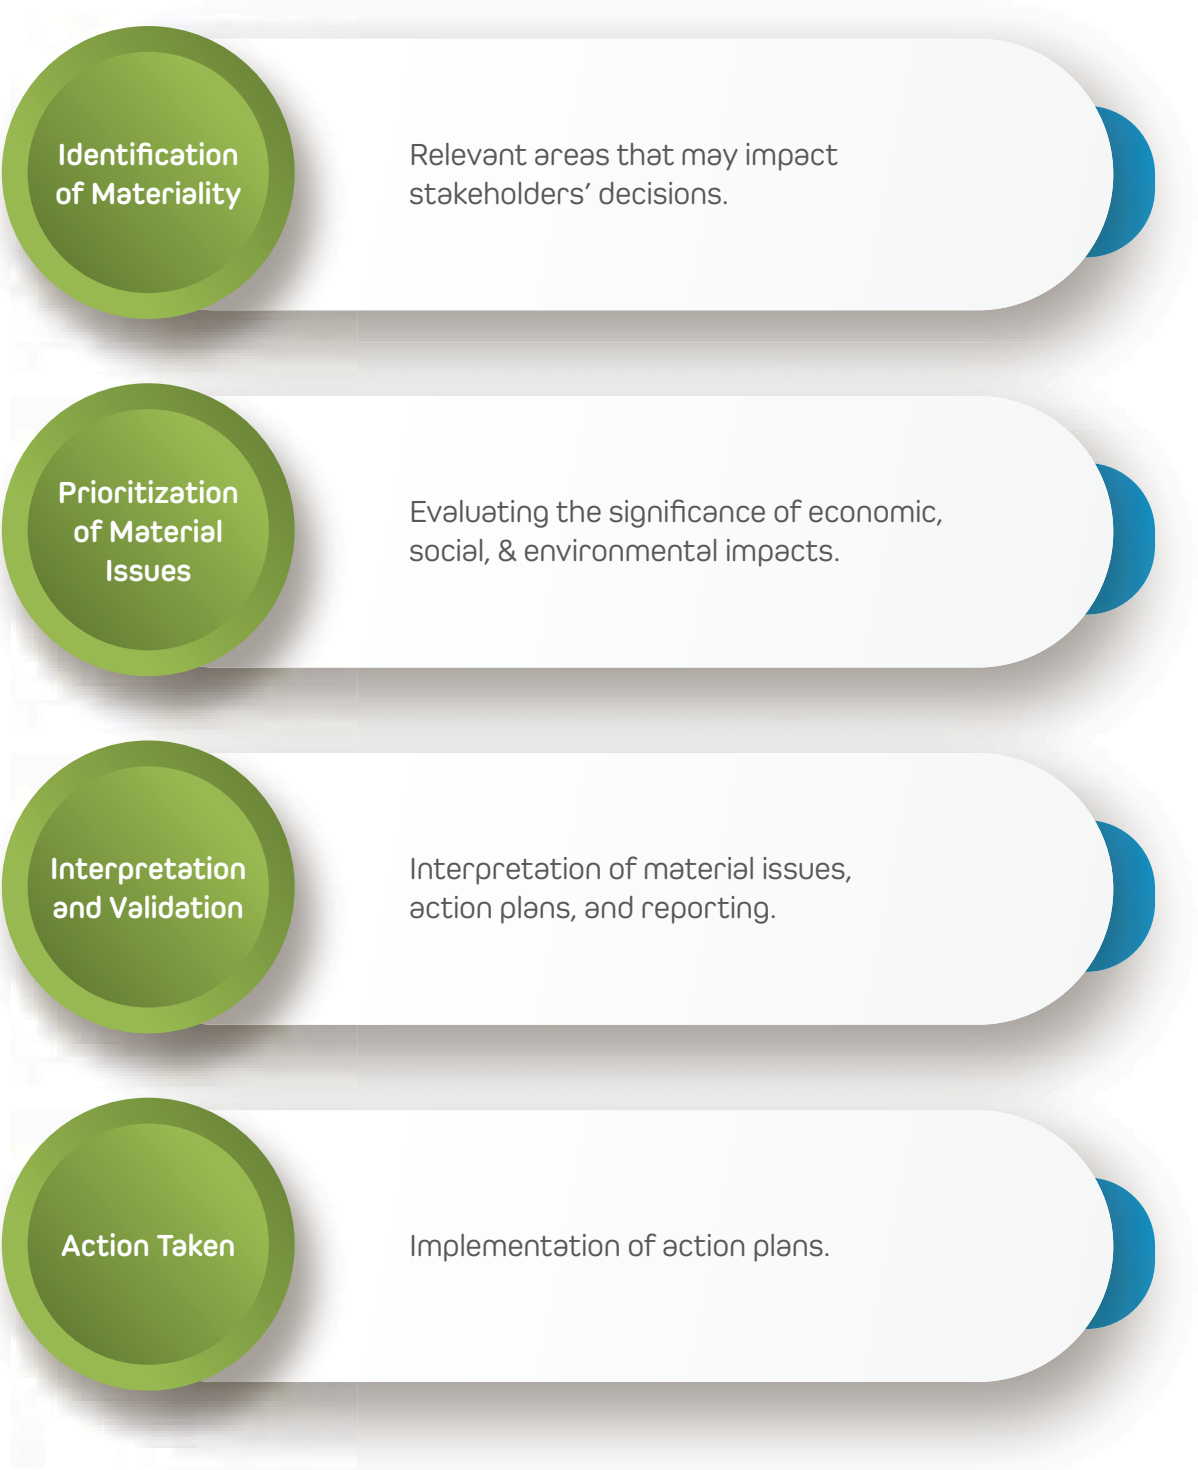 Identification
of Materiality
Relevant areas that may impact
stakeholders’ decisions.
Prioritization
of Material
Issues
Evaluating the significance of economic,
social, & environmental impacts.
Interpretation
and Validation
Interpretation of material issues,
action plans, and reporting.
Action Taken
Implementation of action plans.